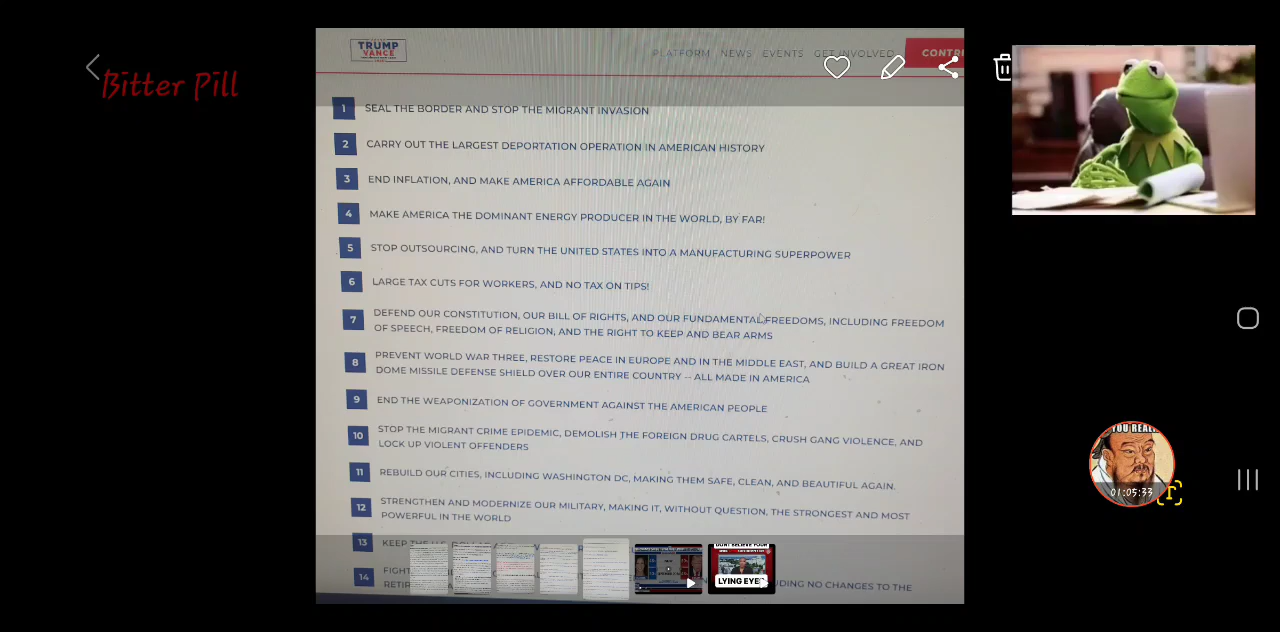 Bitter Pill
TRUMP
VANCE
PLATFORM NEWS EVENTS GET INVOLVED
1 SEAL THE BORDER AND STOP THE MIGRANT INVASION
2 CARRY OUT THE LARGEST DEPORTATION OPERATION IN AMERICAN HISTORY
3 END INFLATION, AND MAKE AMERICA AFFORDABLE AGAIN
4 MAKE AMERICA THE DOMINANT ENERGY PRODUCER IN THE WORLD, BY FAR!
5 STOP OUTSOURCING, AND TURN THE UNITED STATES INTO A MANUFACTURING SUPERPOWER
6 LARGE TAX CUTS FOR WORKERS, AND NO TAX ON TIPS!
7 DEFEND OUR CONSTITUTION, OUR BILL OF RIGHTS, AND OUR FUNDAMENTAL FREEDOMS, INCLUDING FREEDOM
OF SPEECH, FREEDOM OF RELIGION, AND THE RIGHT TO KEEP AND BEAR ARMS
8 PREVENT WORLD WAR THREE, RESTORE PEACE IN EUROPE AND IN THE MIDDLE EAST, AND BUILD A GREAT IRON
DOME MISSILE DEFENSE SHIELD OVER OUR ENTIRE COUNTRY -- ALL MADE IN AMERICA
9 END THE WEAPONIZATION OF GOVERNMENT AGAINST THE AMERICAN PEOPLE
10 STOP THE MIGRANT CRIME EPIDEMIC, DEMOLISH THE FOREIGN DRUG CARTELS, CRUSH GANG VIOLENCE, AND
LOCK UP VIOLENT OFFENDERS
11 REBUILD OUR CITIES, INCLUDING WASHINGTON DC, MAKING THEM SAFE, CLEAN, AND BEAUTIFUL AGAIN.
12 STRENGTHEN AND MODERNIZE OUR MILITARY, MAKING IT, WITHOUT QUESTION, THE STRONGEST AND MOST
POWERFUL IN THE WORLD
13 KEEP THE U.S.
14 FIGHT
NO CHANGES TO THE
LYING EYES
YOU REALL
01:05:33